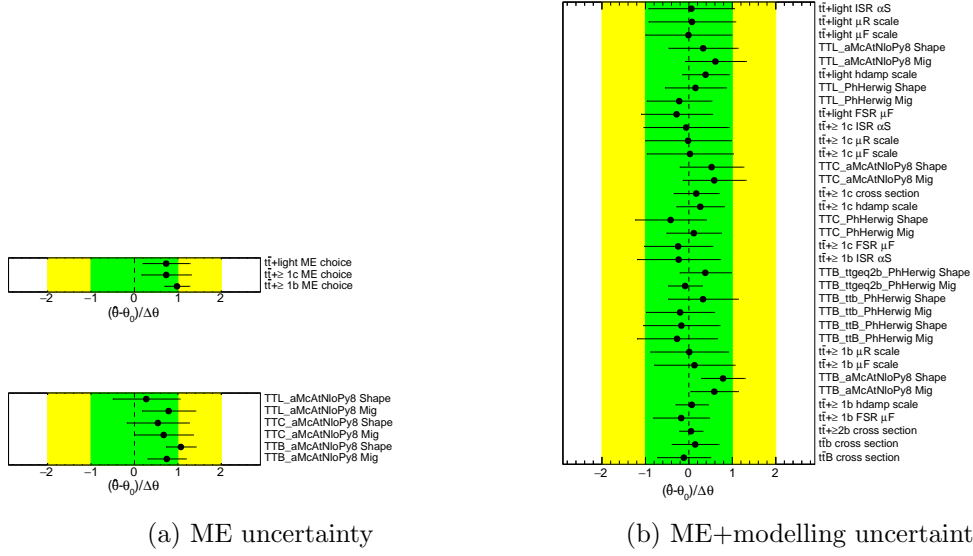 tt̄+light ME choice
tt̄+≥ 1c ME choice
tt̄+≥ 1b ME choice
−2 −1 0 1 2
(θ̂-θ₀)/Δθ
TTL_aMcAtNloPy8 Shape
TTL_aMcAtNloPy8 Mig
TTC_aMcAtNloPy8 Shape
TTC_aMcAtNloPy8 Mig
TTB_aMcAtNloPy8 Shape
TTB_aMcAtNloPy8 Mig
−2 −1 0 1 2
(θ̂-θ₀)/Δθ
(a) ME uncertainty
tt̄+light ISR αS
tt̄+light μR scale
tt̄+light μF scale
TTL_aMcAtNloPy8 Shape
TTL_aMcAtNloPy8 Mig
tt̄+light hdamp scale
TTL_PhHerwig Shape
TTL_PhHerwig Mig
tt̄+light FSR μF
tt̄+≥ 1c ISR αS
tt̄+≥ 1c μR scale
tt̄+≥ 1c μF scale
TTC_aMcAtNloPy8 Shape
TTC_aMcAtNloPy8 Mig
tt̄+≥ 1c cross section
tt̄+≥ 1c hdamp scale
TTC_PhHerwig Shape
TTC_PhHerwig Mig
tt̄+≥ 1c FSR μF
tt̄+≥ 1b ISR αS
TTB_ttgeq2b_PhHerwig Shape
TTB_ttgeq2b_PhHerwig Mig
TTB_ttb_PhHerwig Shape
TTB_ttb_PhHerwig Mig
TTB_ttB_PhHerwig Shape
TTB_ttB_PhHerwig Mig
tt̄+≥ 1b μR scale
tt̄+≥ 1b μF scale
TTB_aMcAtNloPy8 Shape
TTB_aMcAtNloPy8 Mig
tt̄+≥ 1b hdamp scale
tt̄+≥ 1b FSR μF
tt̄+≥2b cross section
tt̄b cross section
tt̄B cross section
−2 −1 0 1 2
(θ̂-θ₀)/Δθ
(b) ME+modelling uncertaint